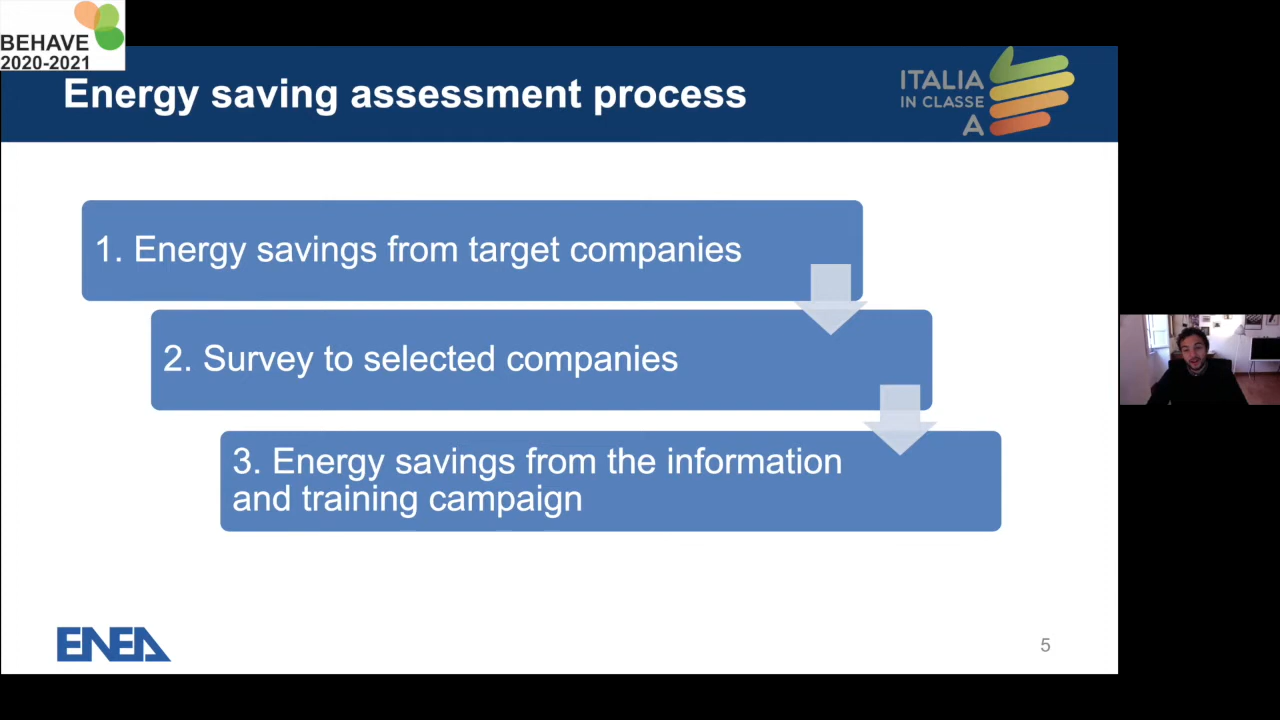 BEHAVE
2020-2021
Energy saving assessment process
ITALIA
IN CLASSE
A
1. Energy savings from target companies
2. Survey to selected companies
3. Energy savings from the information
and training campaign
ENEA
5